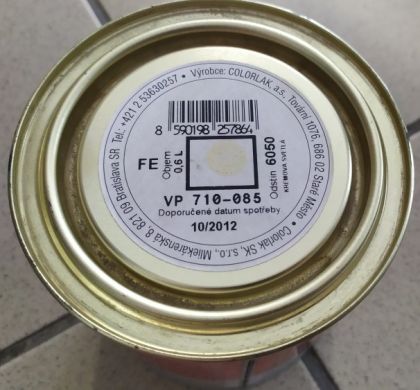 Výrobce: COLORLAK, a.s., Tovární 1076, 686 02 Staré Město •
Colorlak SK, s.r.o., Mliekárenská 8, 821 09 Bratislava SR Tel.: +421 2 53630257 •
8 590198 257864
FE
Objem
0,6 L
Odstín 6050
KRÉMOVÁ SVĚTLÁ
VP 710-085
Doporučené datum spotřeby
10/2012